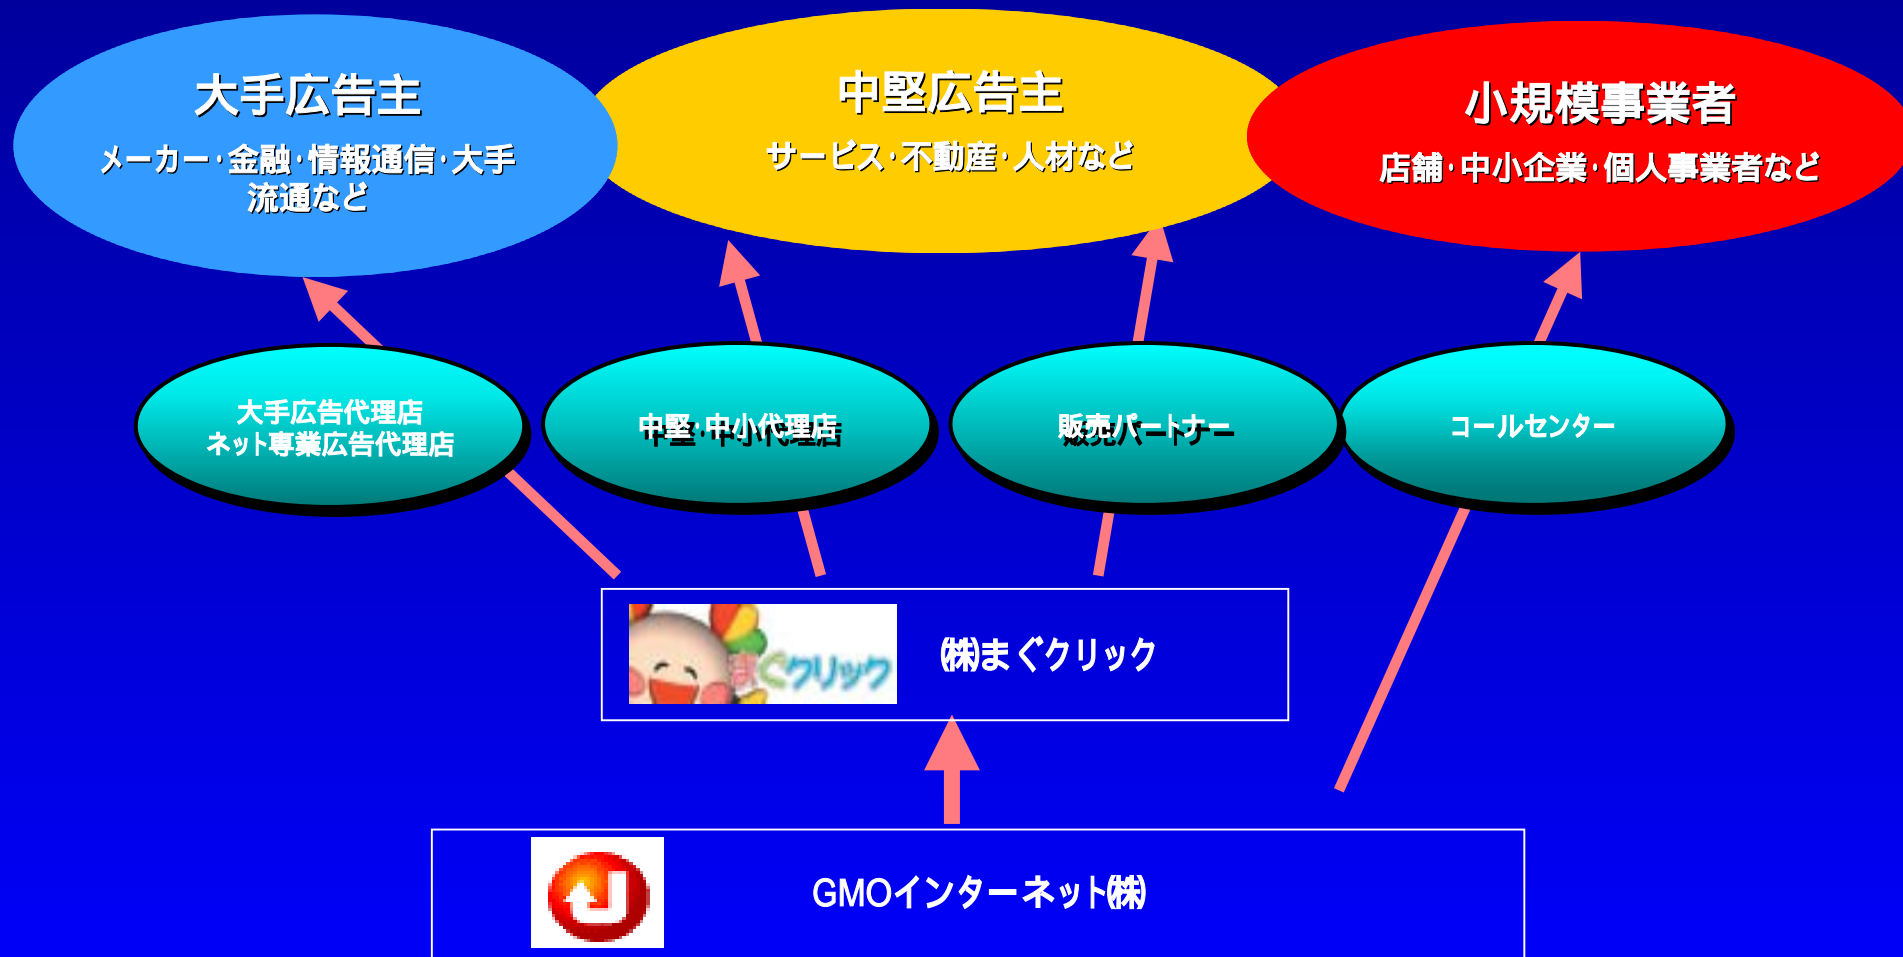 大手広告主
メーカー・金融・情報通信・大手
流通など
中堅広告主
サービス・不動産・人材など
小規模事業者
店舗・中小企業・個人事業者など
大手広告代理店
ネット専業広告代理店
中堅・中小代理店
販売パートナー
コールセンター
ぐクリック
㈱まぐクリック
GMOインターネット㈱